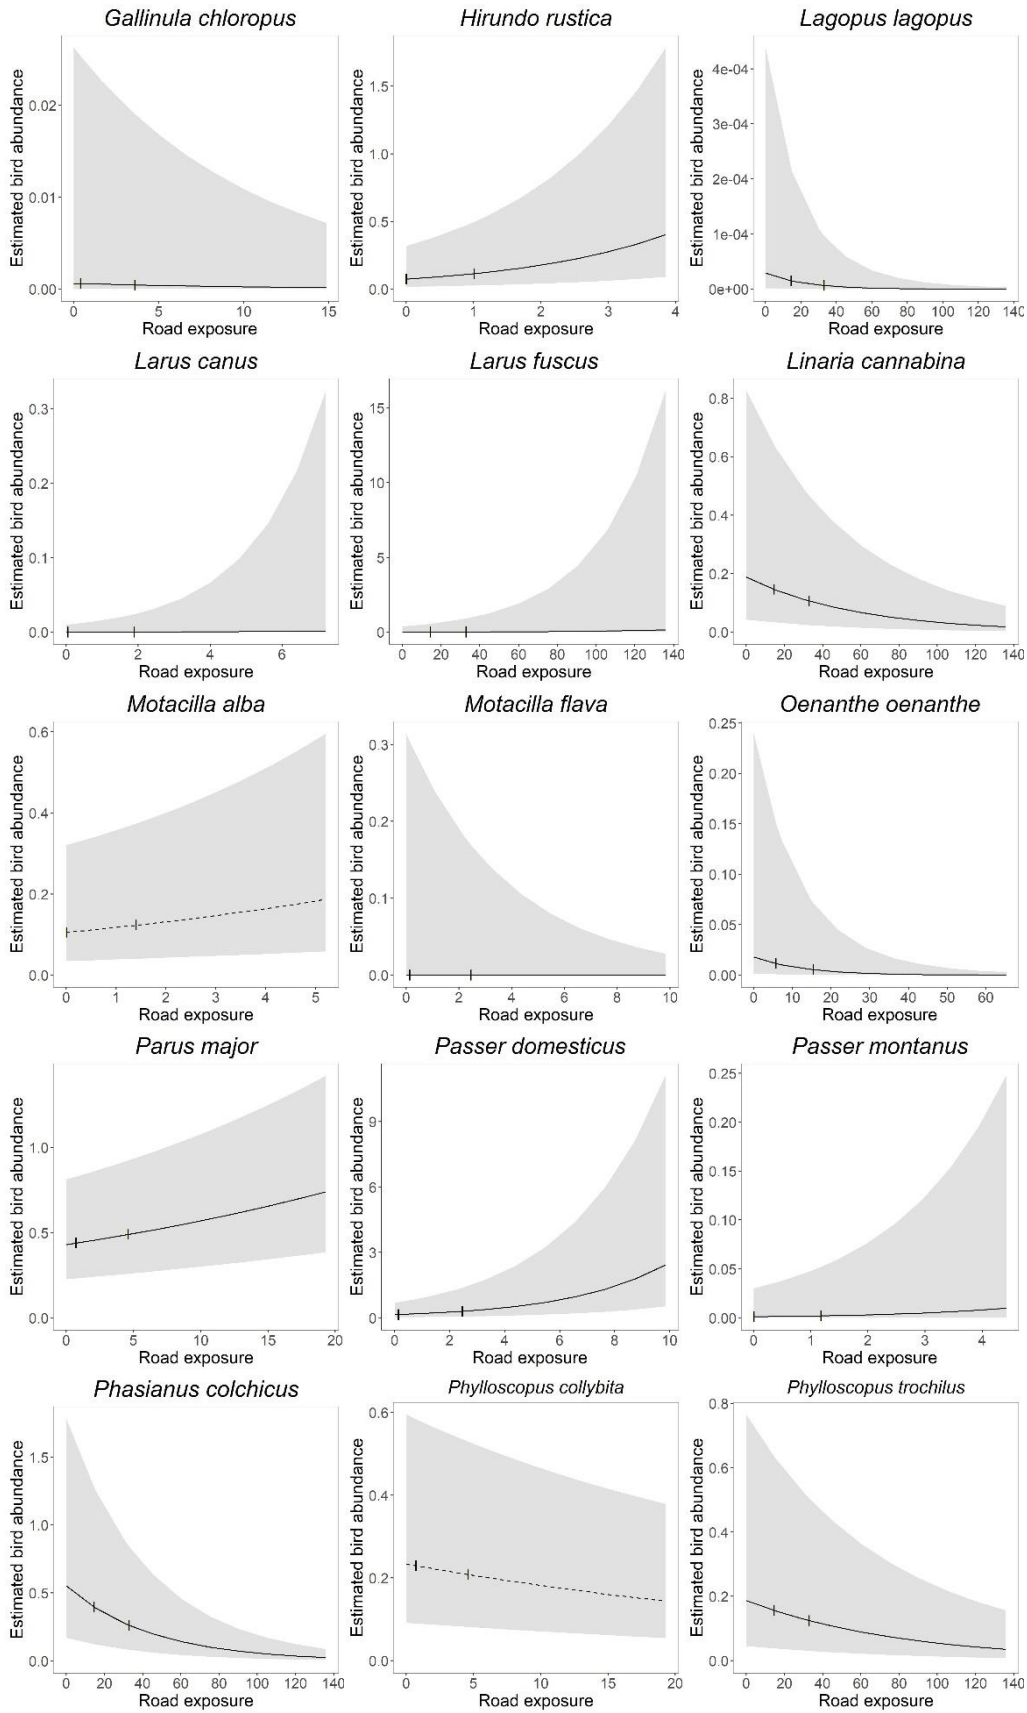 Gallinula chloropus
Estimated bird abundance
0.02
0.01
0.00
0 5 10 15
Road exposure
Hirundo rustica
Estimated bird abundance
1.5
1.0
0.5
0.0
0 1 2 3 4
Road exposure
Lagopus lagopus
Estimated bird abundance
4e-04
3e-04
2e-04
1e-04
0e+00
0 20 40 60 80 100 120 140
Road exposure
Larus canus
Estimated bird abundance
0.3
0.2
0.1
0.0
0 2 4 6
Road exposure
Larus fuscus
Estimated bird abundance
15
10
5
0
0 20 40 60 80 100 120 140
Road exposure
Linaria cannabina
Estimated bird abundance
0.8
0.6
0.4
0.2
0.0
0 20 40 60 80 100 120 140
Road exposure
Motacilla alba
Estimated bird abundance
0.6
0.4
0.2
0.0
0 1 2 3 4 5
Road exposure
Motacilla flava
Estimated bird abundance
0.3
0.2
0.1
0.0
0 2 4 6 8 10
Road exposure
Oenanthe oenanthe
Estimated bird abundance
0.25
0.20
0.15
0.10
0.05
0.00
0 10 20 30 40 50 60
Road exposure
Parus major
Estimated bird abundance
1.0
0.5
0.0
0 5 10 15 20
Road exposure
Passer domesticus
Estimated bird abundance
9
6
3
0
0 2 4 6 8 10
Road exposure
Passer montanus
Estimated bird abundance
0.25
0.20
0.15
0.10
0.05
0.00
0 1 2 3 4
Road exposure
Phasianus colchicus
Estimated bird abundance
1.5
1.0
0.5
0.0
0 20 40 60 80 100 120 140
Road exposure
Phylloscopus collybita
Estimated bird abundance
0.6
0.4
0.2
0.0
0 5 10 15 20
Road exposure
Phylloscopus trochilus
Estimated bird abundance
0.8
0.6
0.4
0.2
0.0
0 20 40 60 80 100 120 140
Road exposure